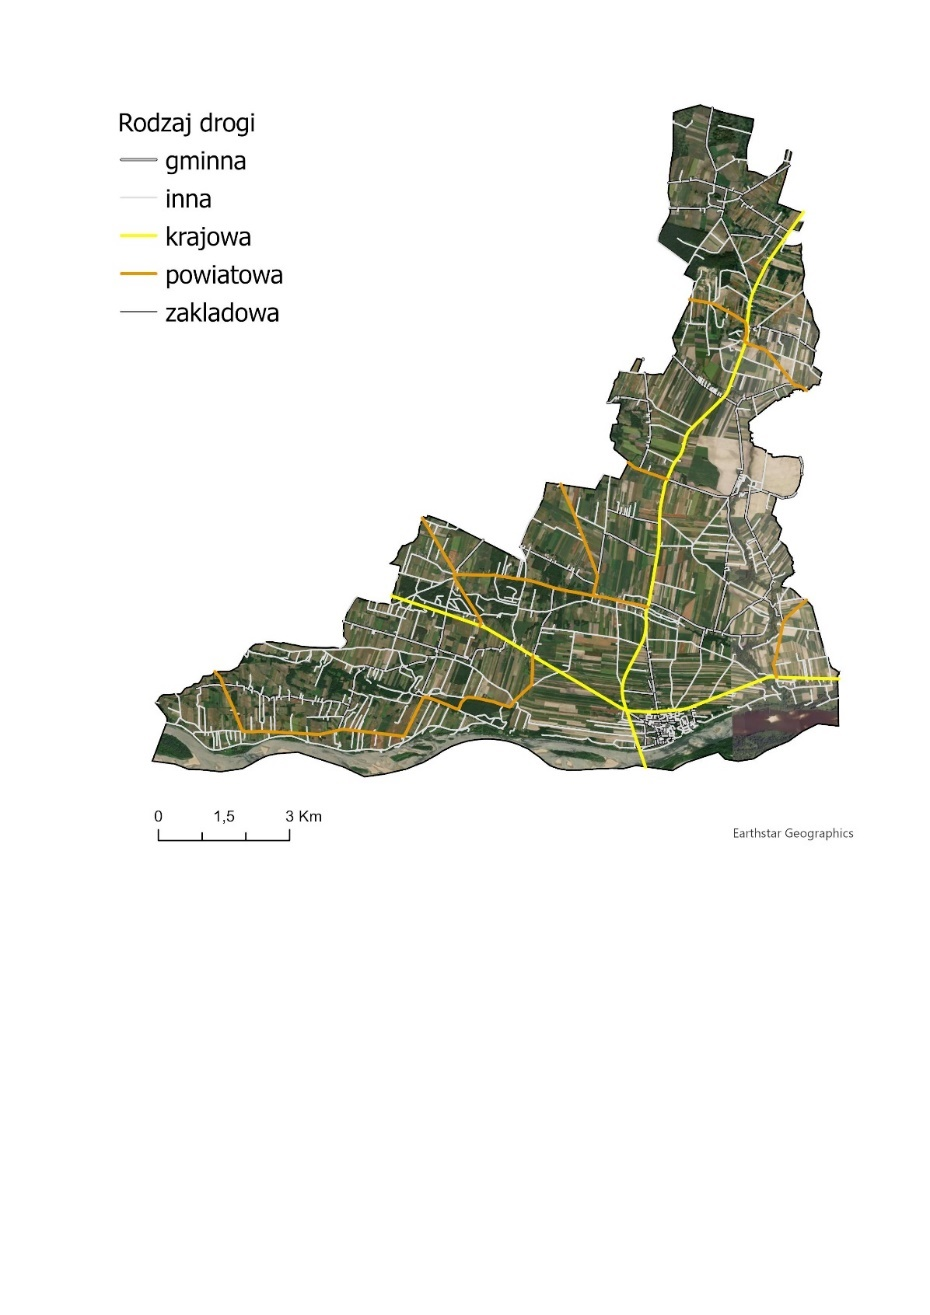 Rodzaj drogi
gminna
inna
krajowa
powiatowa
zakladowa
0 1,5 3 Km
Earthstar Geographics